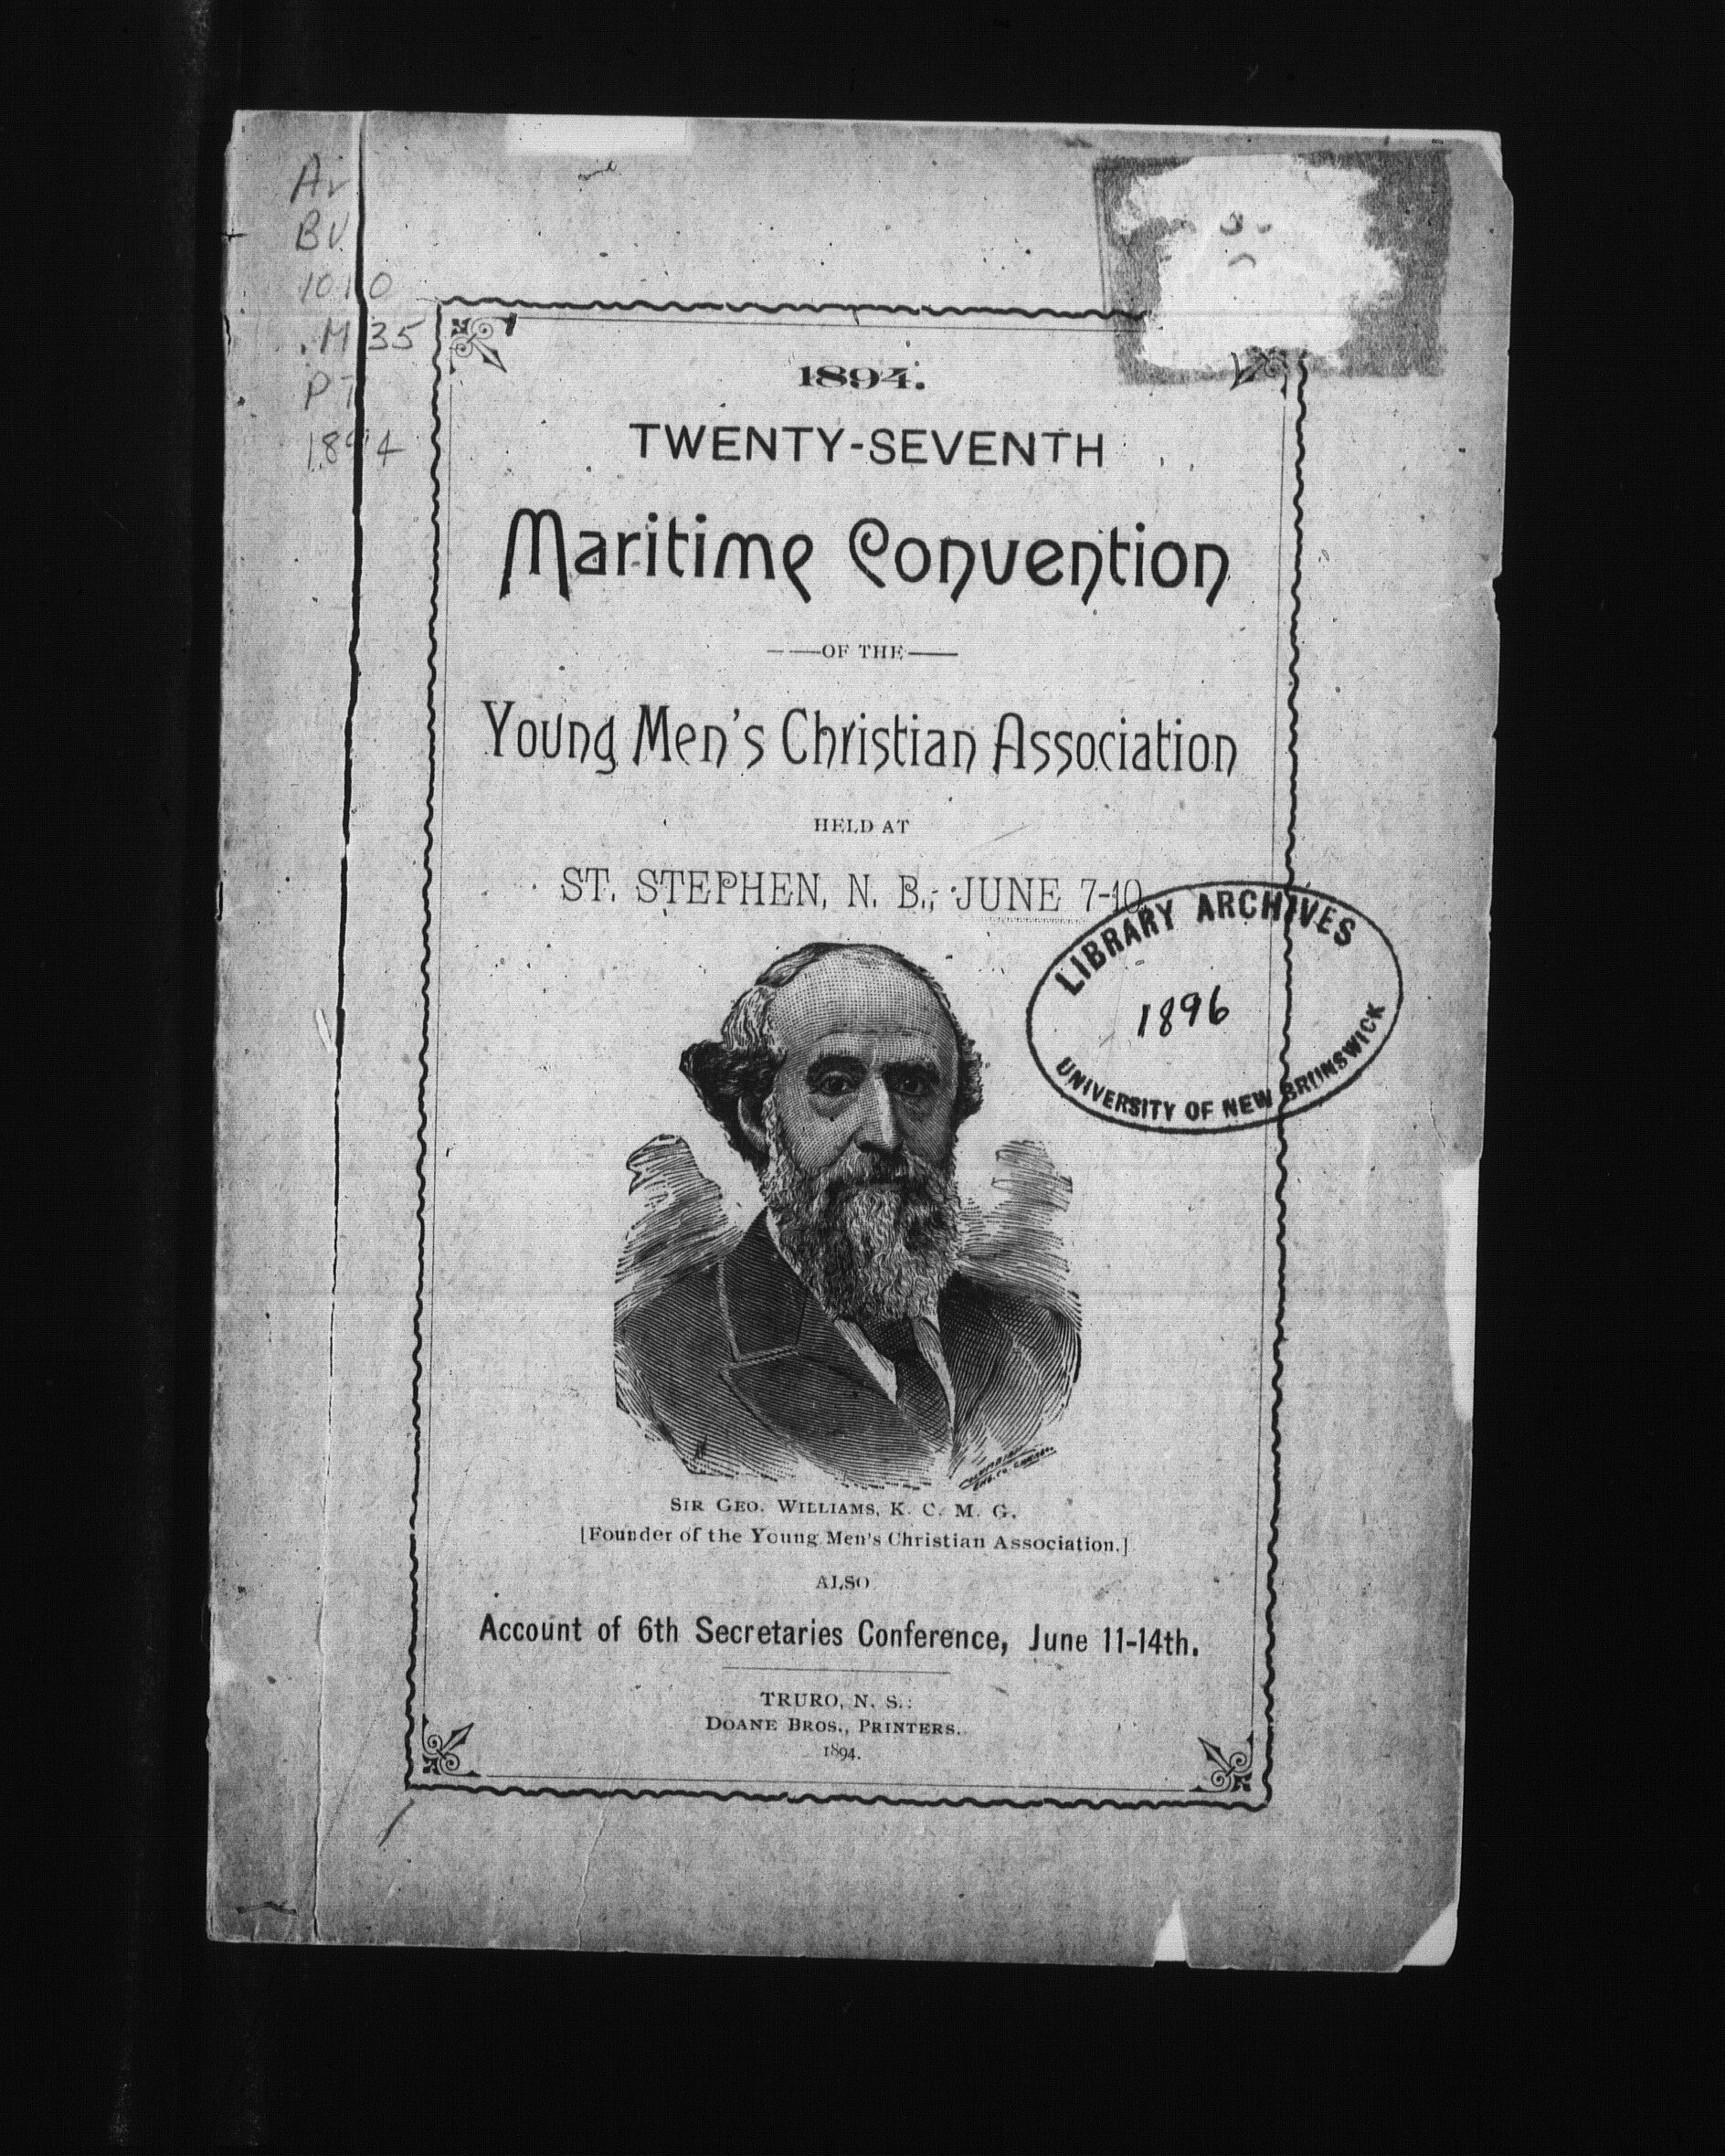 Ar
BV
1010
.M35
P7
1894
1894.
TWENTY-SEVENTH
Maritime Convention
OF THE
Young Men's Christian Association
HELD AT
ST. STEPHEN, N. B., JUNE 7-10.
LIBRARY ARCHIVES
1896
UNIVERSITY OF NEW BRUNSWICK
SIR GEO. WILLIAMS, K. C. M. G.
[Founder of the Young Men's Christian Association.]
ALSO
Account of 6th Secretaries Conference, June 11-14th.
TRURO, N. S.:
DOANE BROS., PRINTERS.
1894.